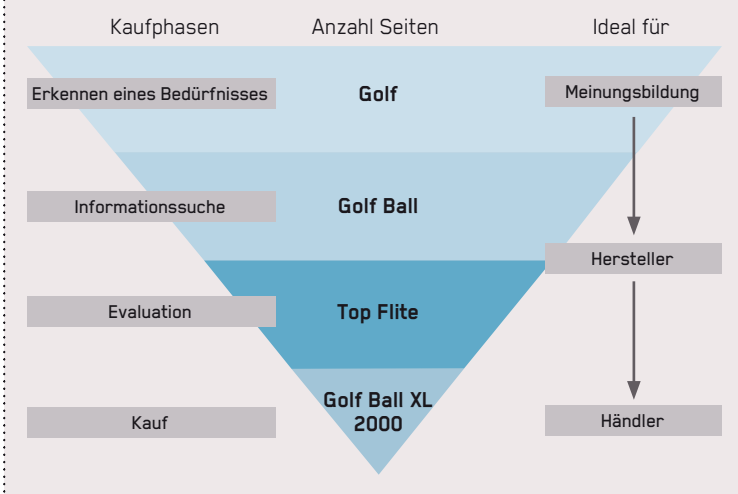 Kaufphasen Anzahl Seiten Ideal für
Erkennen eines Bedürfnisses Golf Meinungsbildung
Informationssuche Golf Ball
Hersteller
Evaluation Top Flite
Golf Ball XL
2000
Kauf Händler